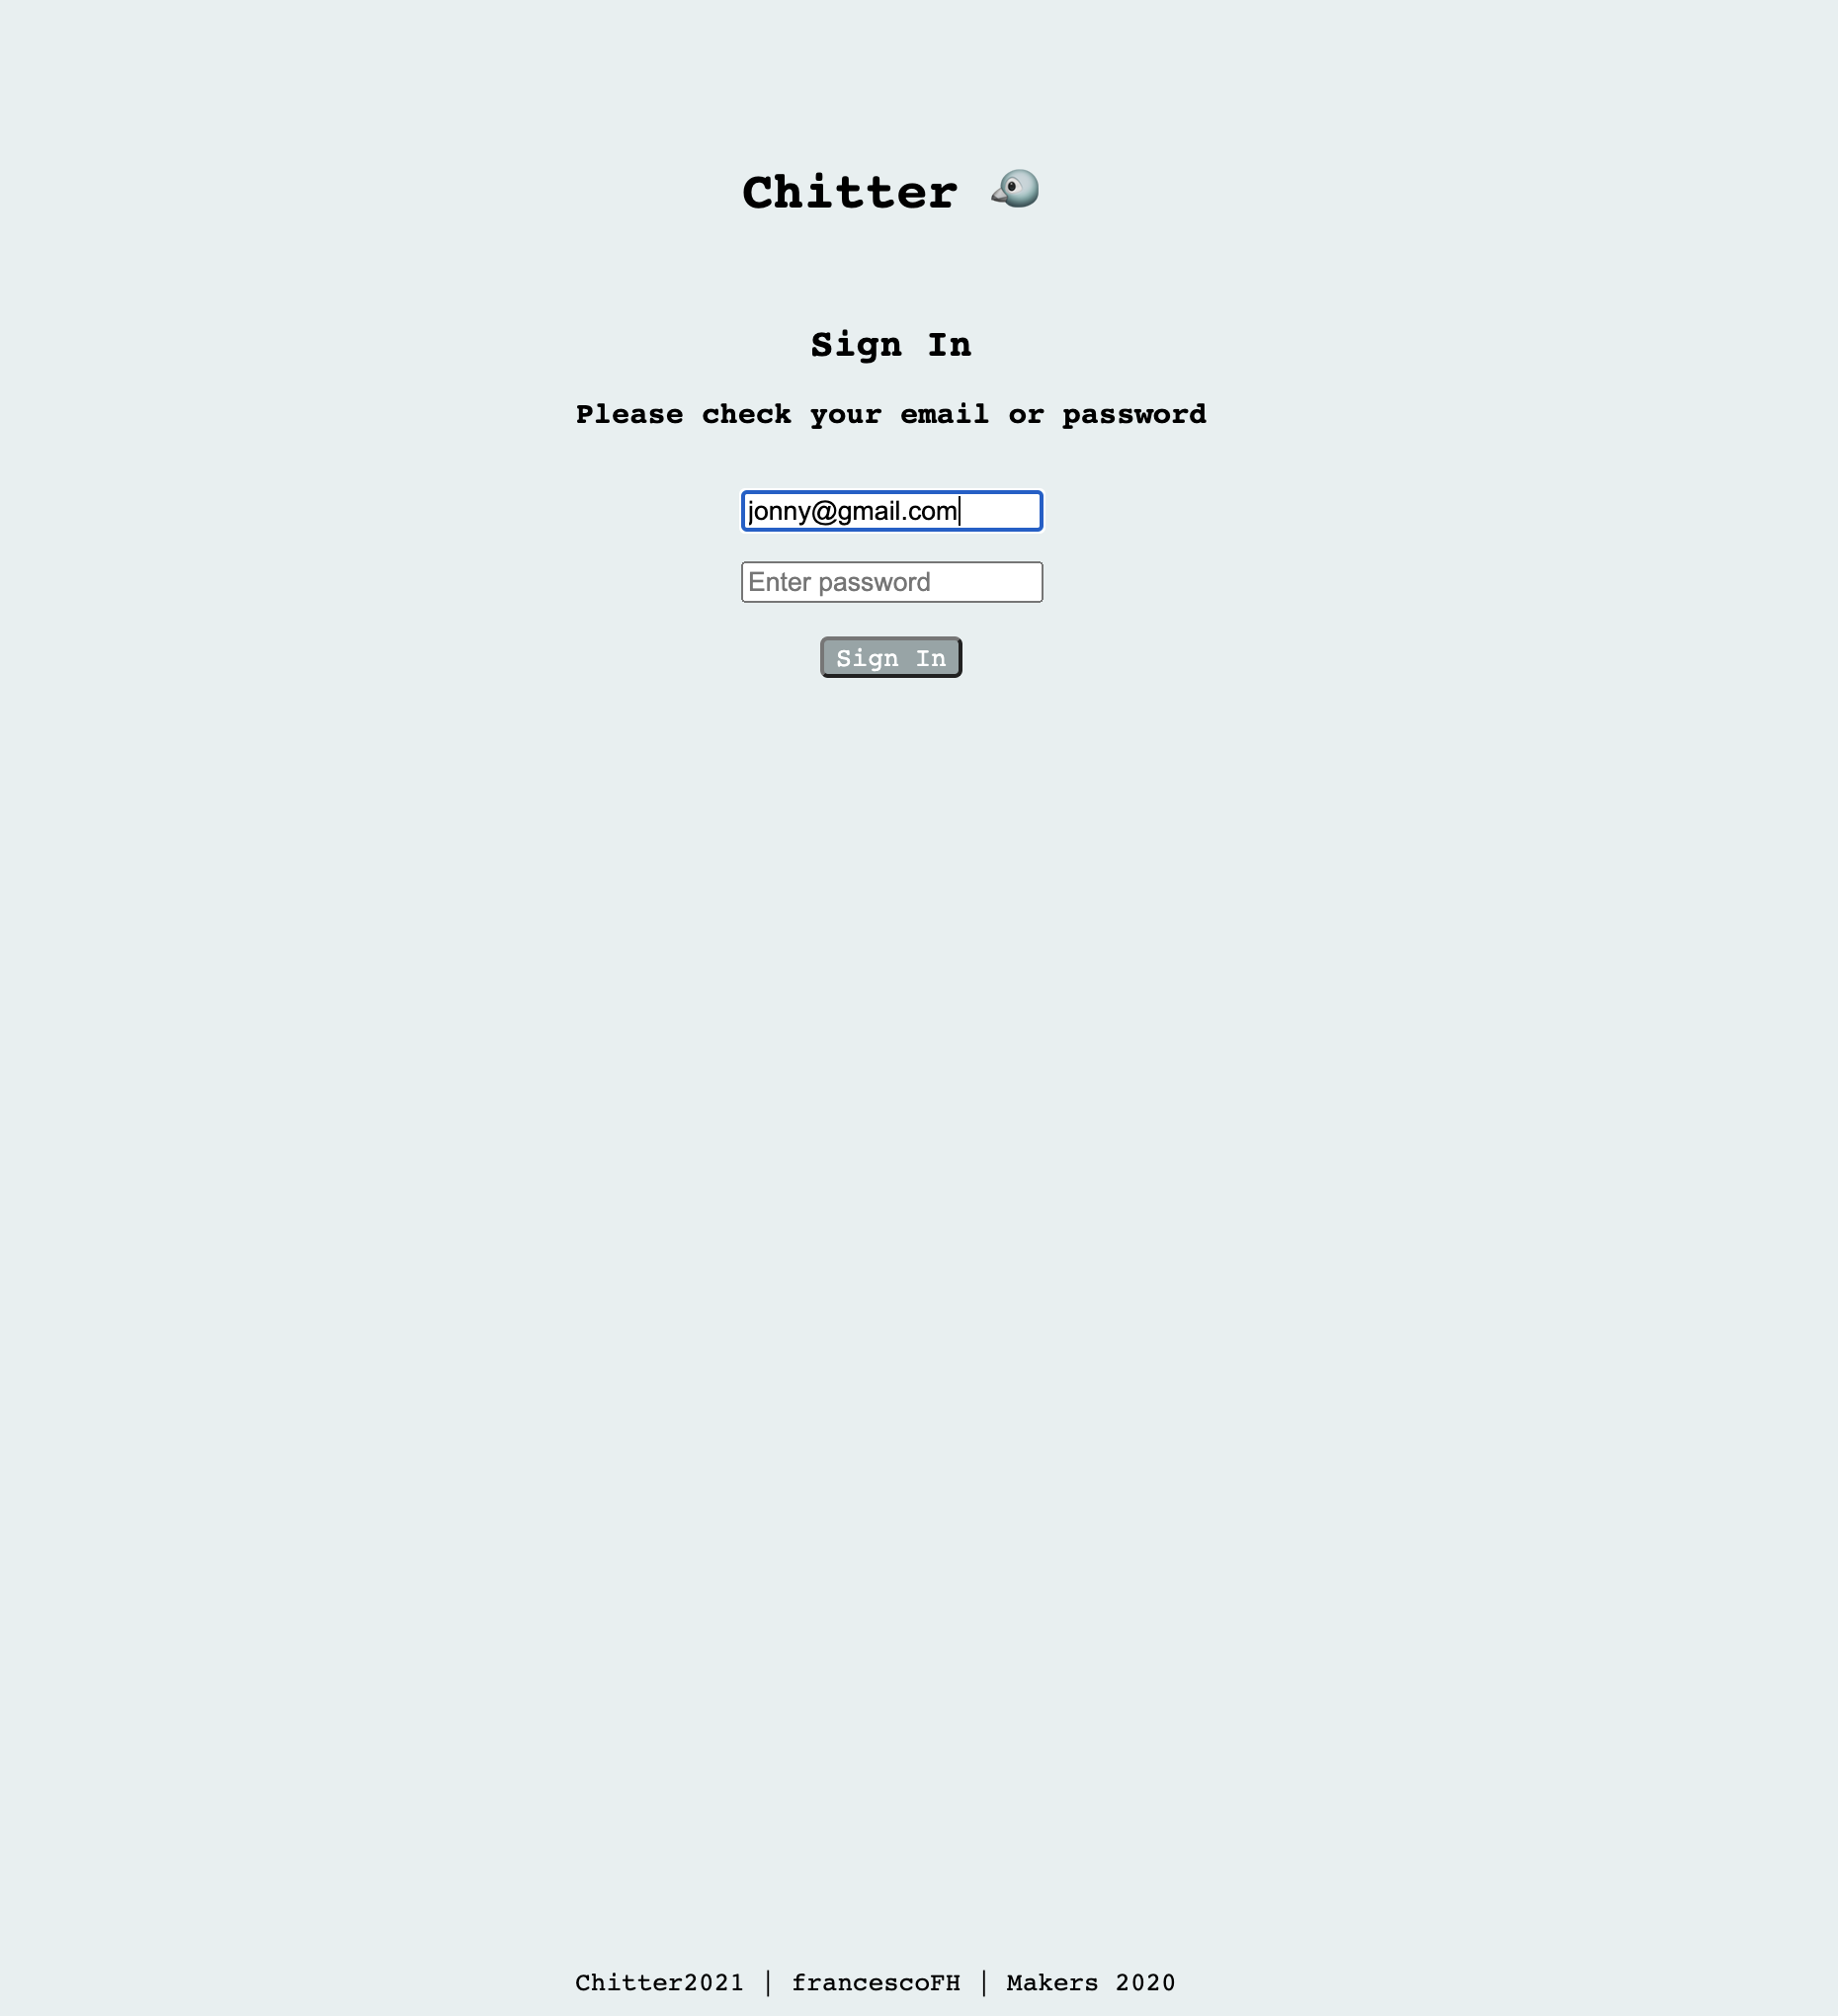 Chitter
Sign In
Please check your email or password
jonny@gmail.com
Enter password
Sign In
Chitter2021 | francescoFH | Makers 2020